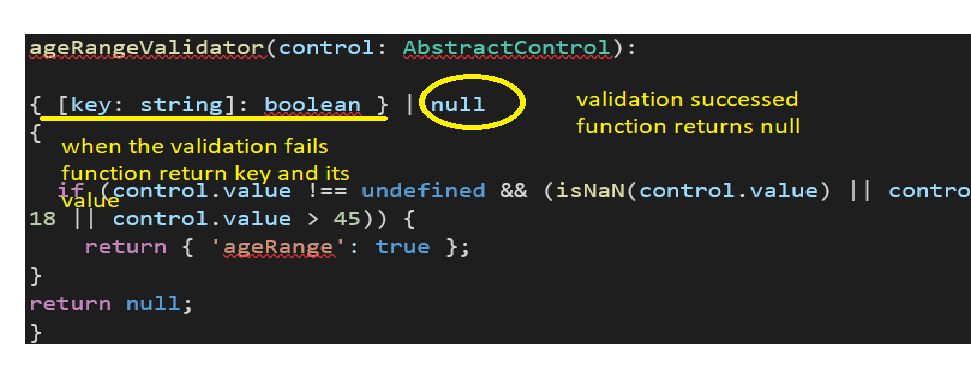 ageRangeValidator(control: AbstractControl):
{ [key: string]: boolean } | null
validation successed
function returns null
{
when the validation fails
function return key and its
value
if (control.value !== undefined && (isNaN(control.value) || contro
18 || control.value > 45)) {
return { 'ageRange': true };
}
return null;
}